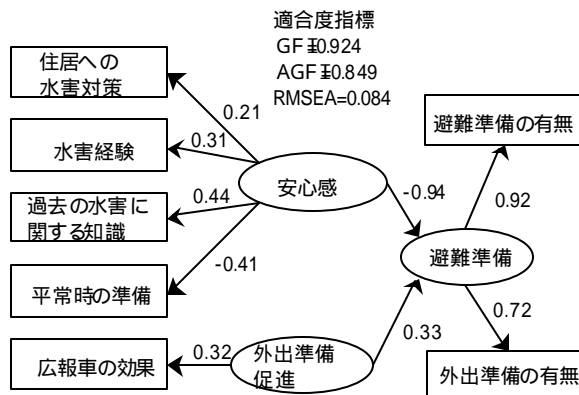 適合度指標
GFI=0.924
AGFI=0.849
RMSEA=0.084
住居への
水害対策
水害経験
過去の水害に
関する知識
平常時の準備
広報車の効果
0.21
0.31
0.44
-0.41
0.32
安心感
外出準備
促進
-0.94
0.33
避難準備
0.92
0.72
避難準備の有無
外出準備の有無